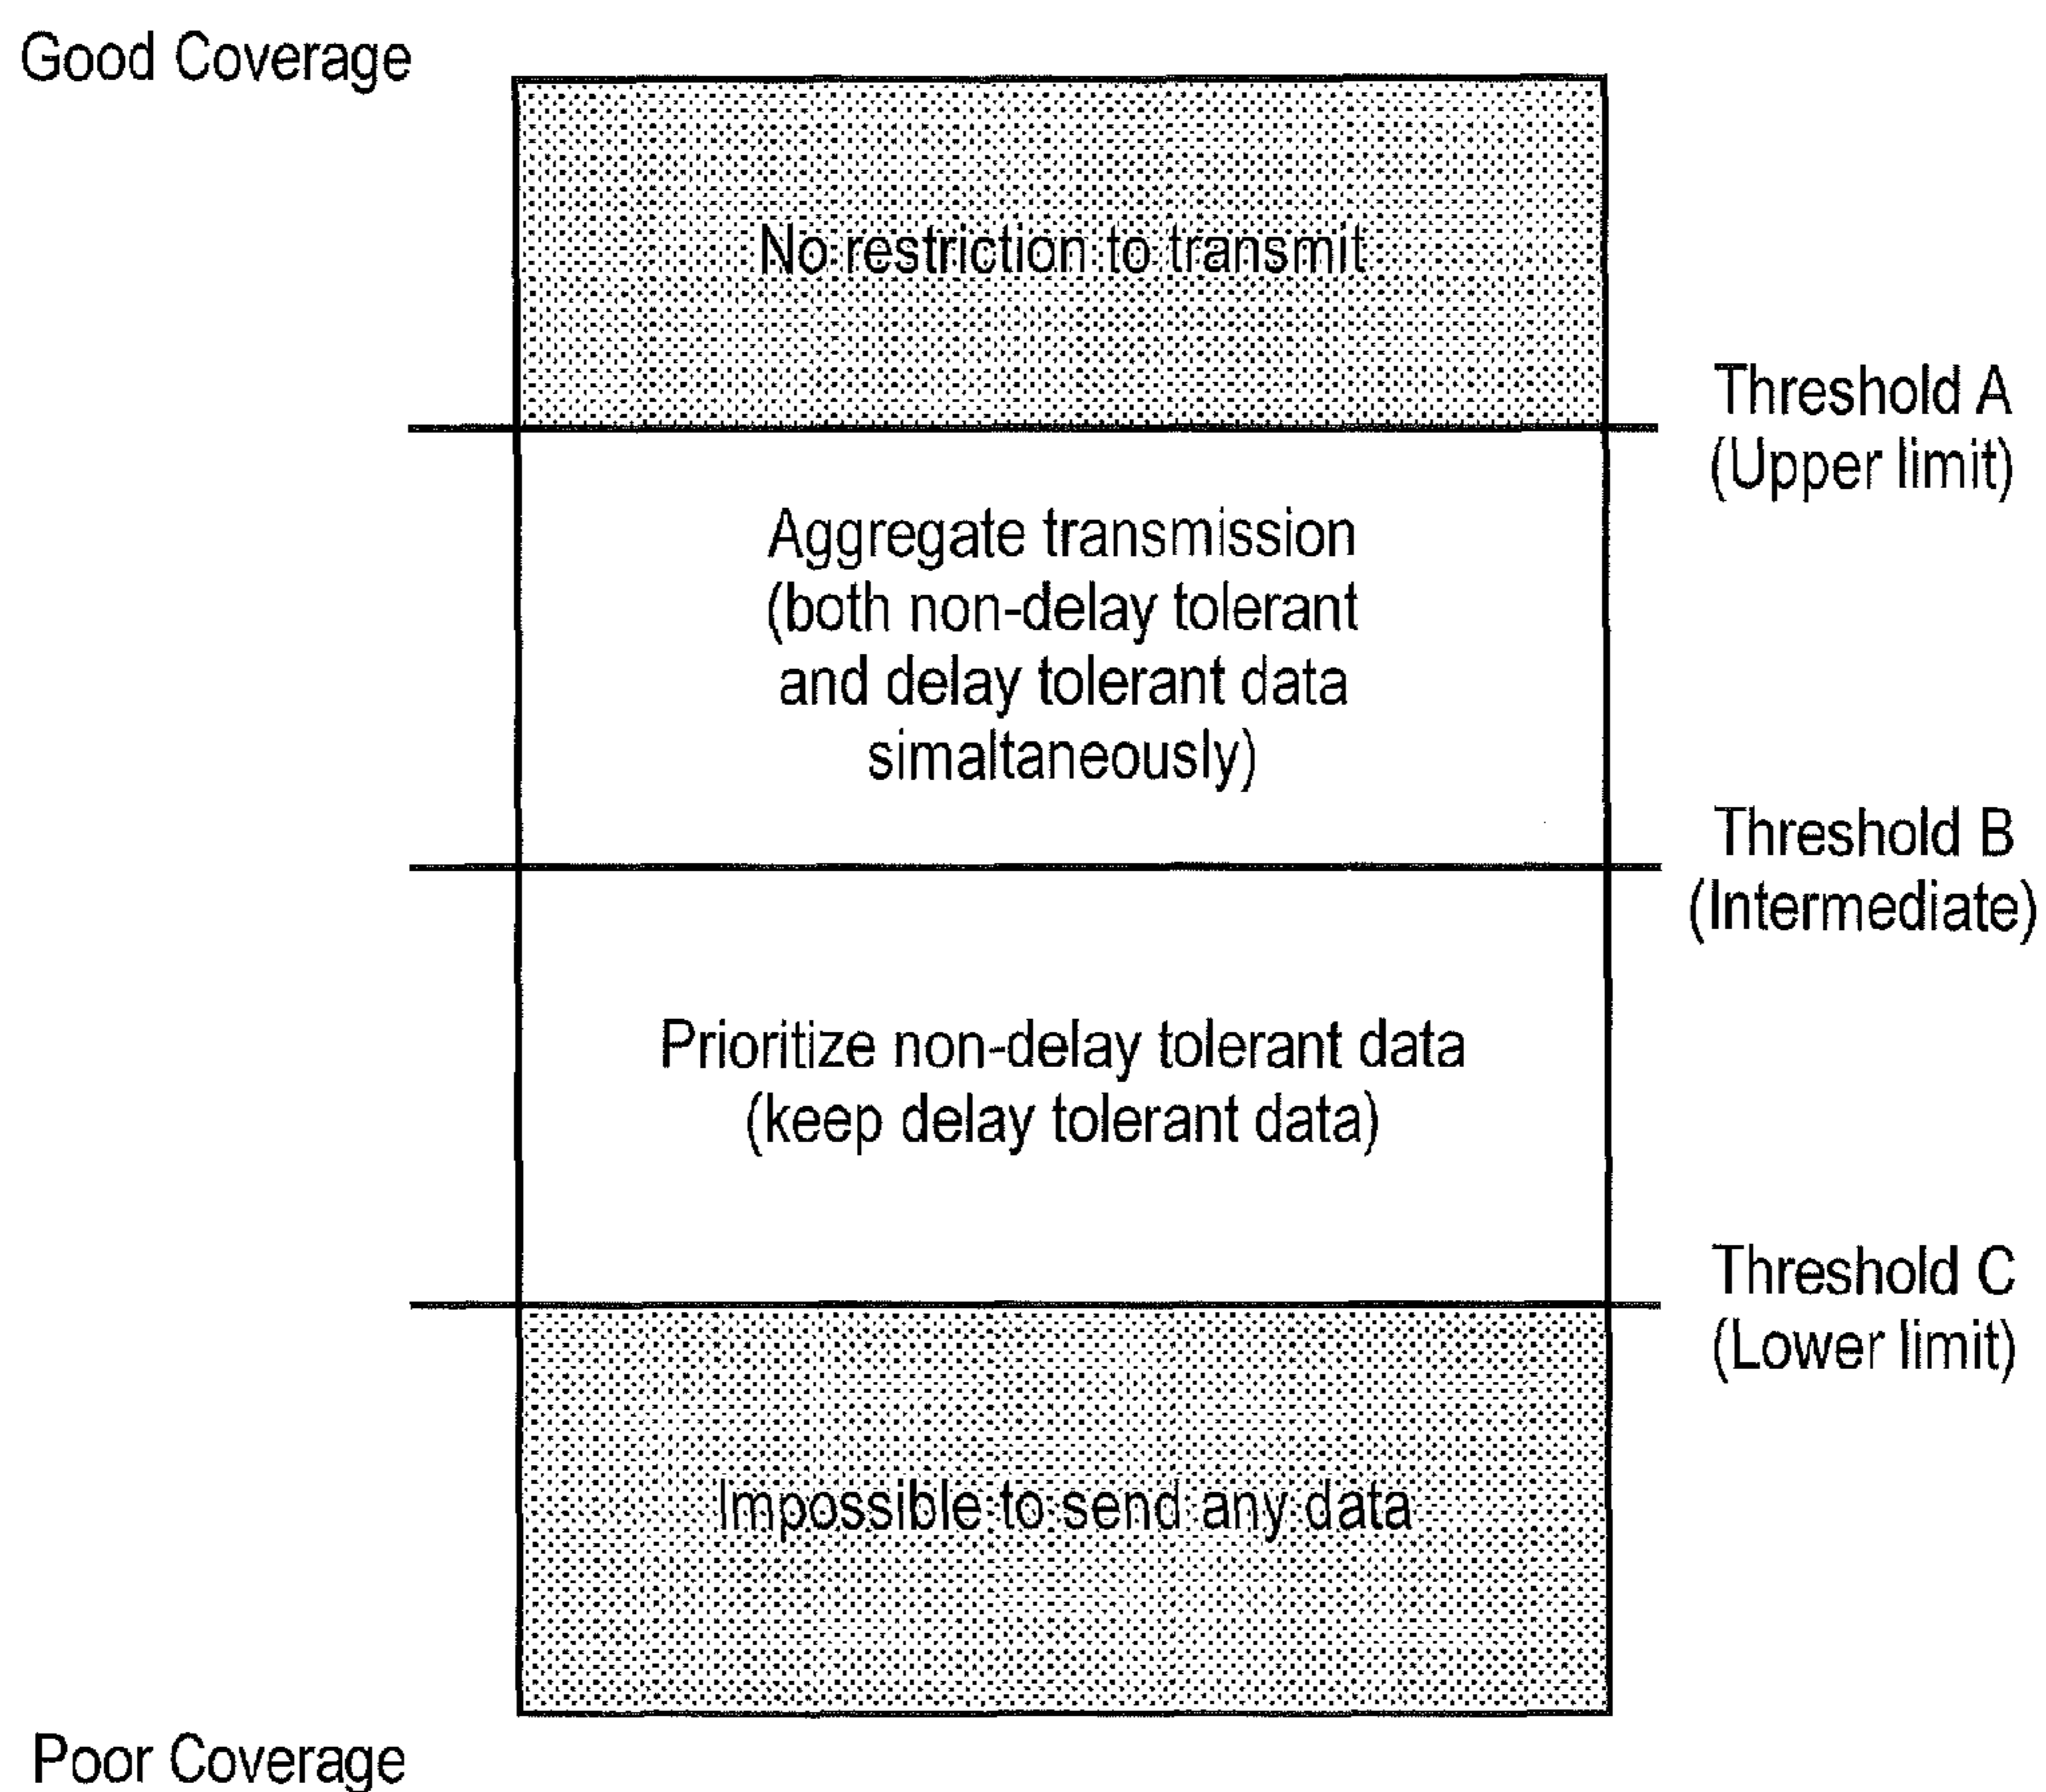 Good Coverage
No restriction to transmit
Threshold A
(Upper limit)
Aggregate transmission
(both non-delay tolerant
and delay tolerant data
simaltaneously)
Threshold B
(Intermediate)
Prioritize non-delay tolerant data
(keep delay tolerant data)
Threshold C
(Lower limit)
Impossible to send any data
Poor Coverage